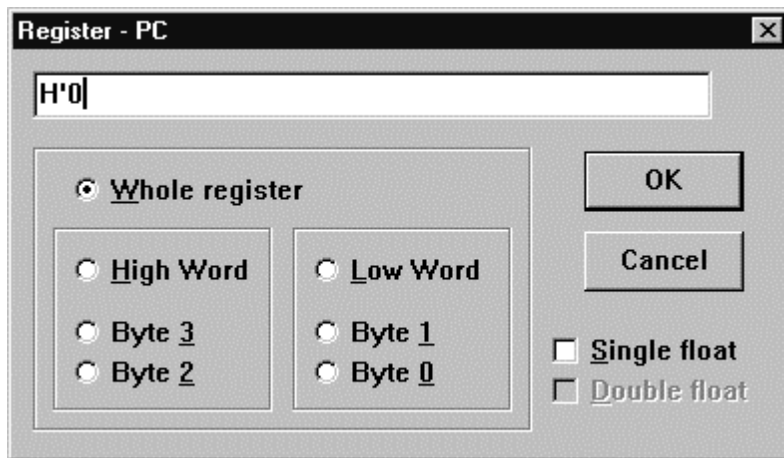 Register - PC
H'0
Whole register
High Word
Byte 3
Byte 2
Low Word
Byte 1
Byte 0
OK
Cancel
Single float
Double float